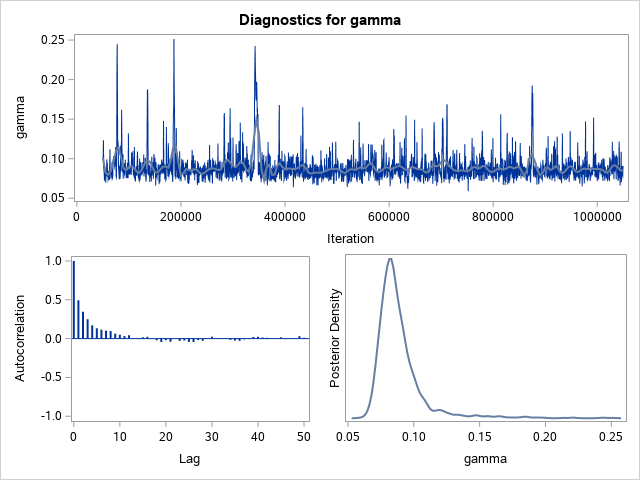 Diagnostics for gamma
gamma
0.25
0.20
0.15
0.10
0.05
0 200000 400000 600000 800000 1000000
Iteration
Autocorrelation
1.0
0.5
0.0
-0.5
-1.0
0 10 20 30 40 50
Lag
Posterior Density
0.05 0.10 0.15 0.20 0.25
gamma